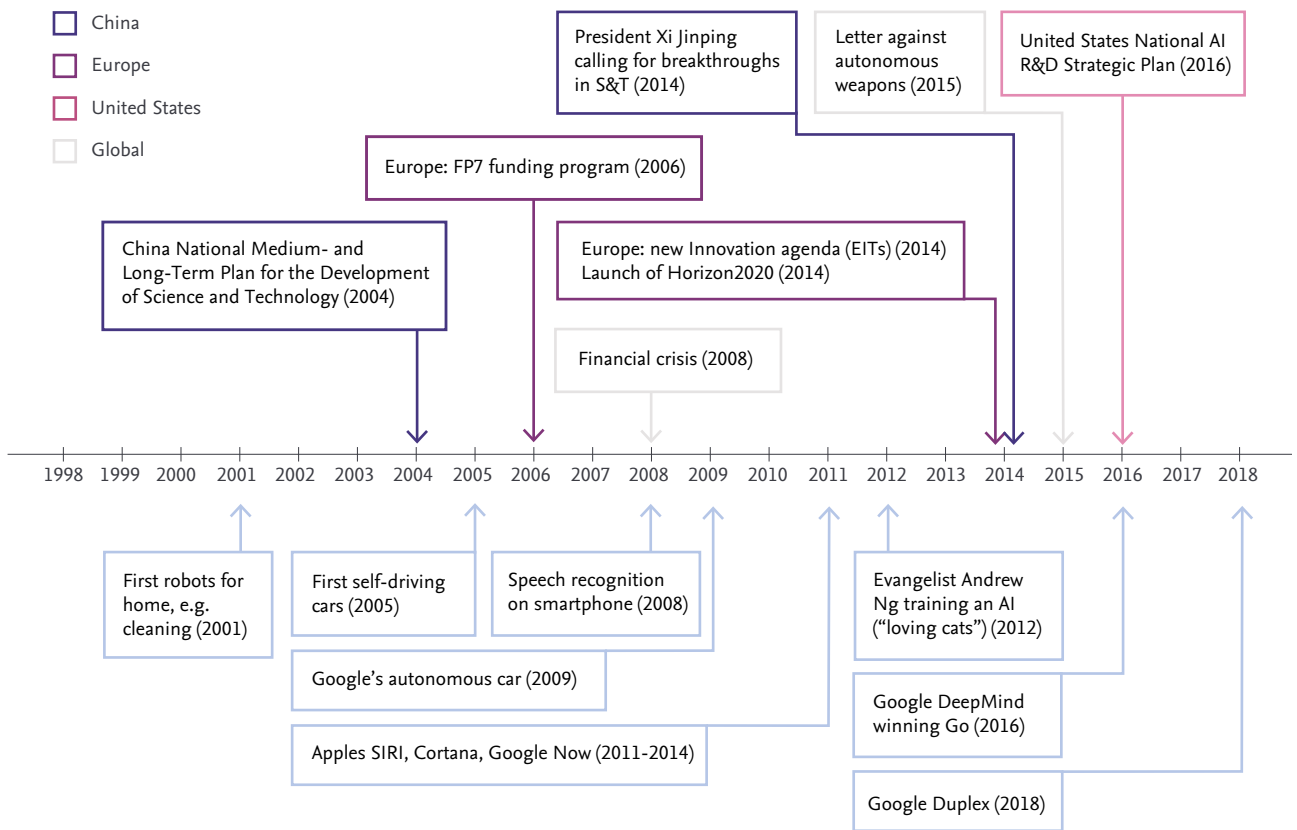 China
Europe
United States
Global
President Xi Jinping
calling for breakthroughs
in S&T (2014)
Letter against
autonomous
weapons (2015)
United States National AI
R&D Strategic Plan (2016)
Europe: FP7 funding program (2006)
China National Medium- and
Long-Term Plan for the Development
of Science and Technology (2004)
Europe: new Innovation agenda (EITs) (2014)
Launch of Horizon2020 (2014)
Financial crisis (2008)
1998 1999 2000 2001 2002 2003 2004 2005 2006 2007 2008 2009 2010 2011 2012 2013 2014 2015 2016 2017 2018
First robots for
home, e.g.
cleaning (2001)
First self-driving
cars (2005)
Speech recognition
on smartphone (2008)
Evangelist Andrew
Ng training an AI
(“loving cats”) (2012)
Google’s autonomous car (2009)
Google DeepMind
winning Go (2016)
Apples SIRI, Cortana, Google Now (2011-2014)
Google Duplex (2018)